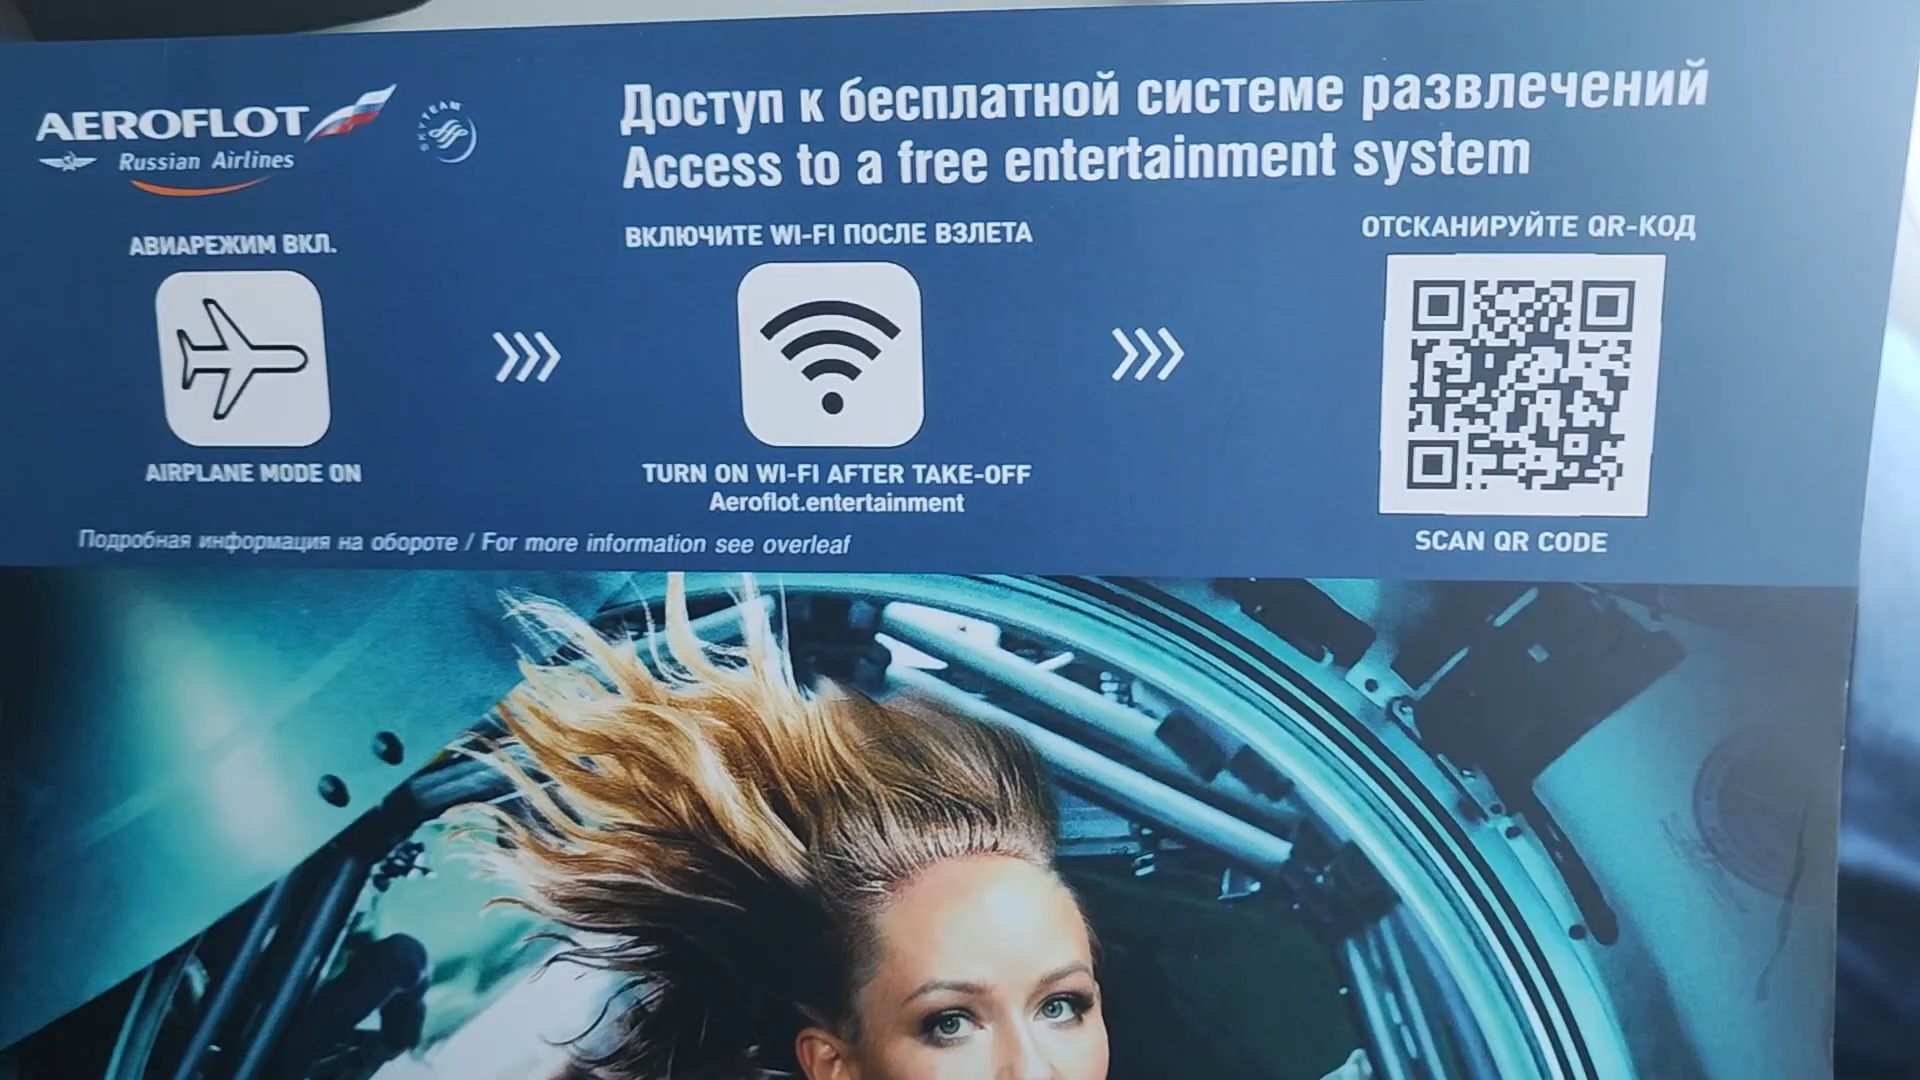 AEROFLOT
Russian Airlines
SKYTEAM
Доступ к бесплатной системе развлечений
Access to a free entertainment system
АВИАРЕЖИМ ВКЛ.
ВКЛЮЧИТЕ WI-FI ПОСЛЕ ВЗЛЕТА
ОТСКАНИРУЙТЕ QR-КОД
AIRPLANE MODE ON
TURN ON WI-FI AFTER TAKE-OFF
Aeroflot.entertainment
SCAN QR CODE
Подробная информация на обороте / For more information see overleaf